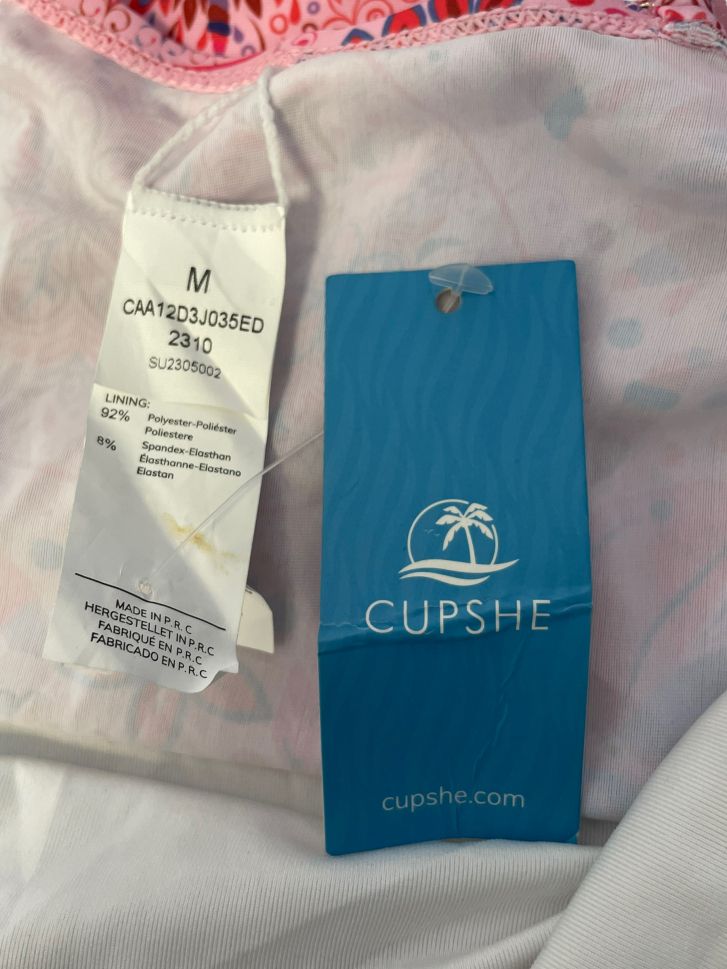 M
CAA12D3J035ED
2310
SU2305002
LINING:
92% Polyester-Poliéster
Poliestere
8% Spandex-Elasthan
Élasthanne-Elastano
Elastan
MADE IN P.R.C
HERGESTELLET IN P.R.C
FABRIQUÉ EN P.R.C
FABRICADO EN P.R.C
CUPSHE
cupshe.com